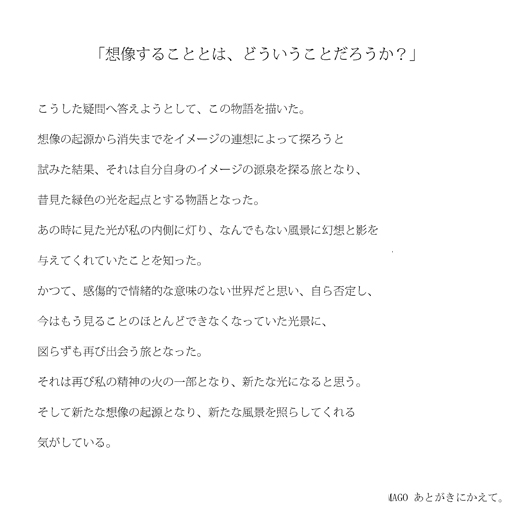 「想像することとは、どういうことだろうか？」
こうした疑問へ答えようとして、この物語を描いた。
想像の起源から消失までをイメージの連想によって探ろうと
試みた結果、それは自分自身のイメージの源泉を探る旅となり、
昔見た緑色の光を起点とする物語となった。
あの時に見た光が私の内側に灯り、なんでもない風景に幻想と影を
与えてくれていたことを知った。
かつて、感傷的で情緒的な意味のない世界だと思い、自ら否定し、
今はもう見ることのほとんどできなくなっていた光景に、
図らずも再び出会う旅となった。
それは再び私の精神の火の一部となり、新たな光になると思う。
そして新たな想像の起源となり、新たな風景を照らしてくれる
気がしている。
IMAGO あとがきにかえて。